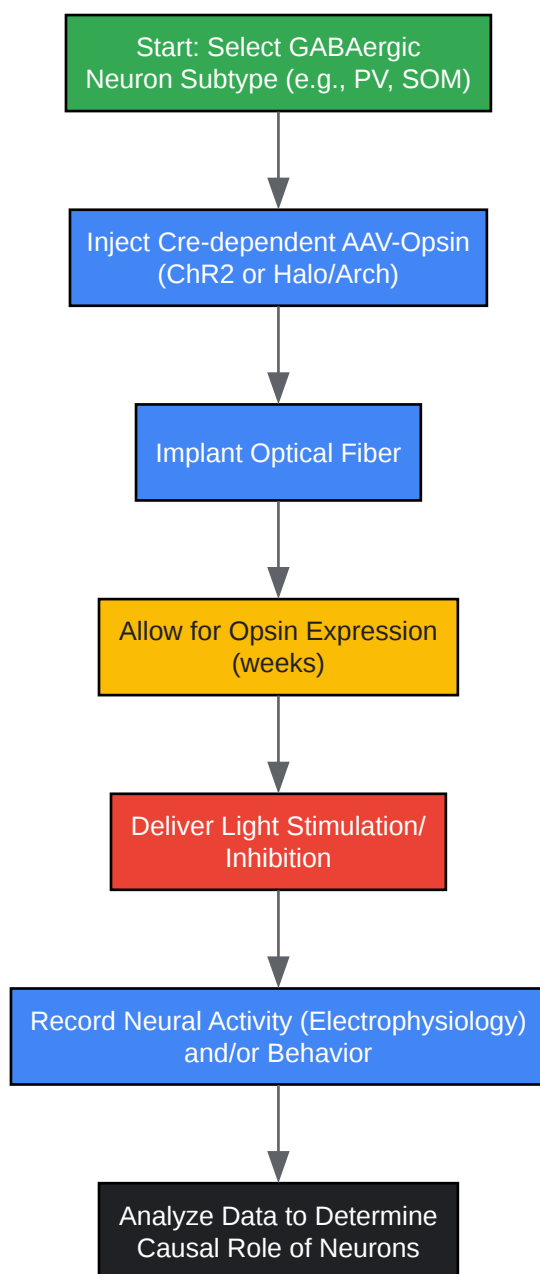 Start: Select GABAergic
Neuron Subtype (e.g., PV, SOM)
Inject Cre-dependent AAV-Opsin
(ChR2 or Halo/Arch)
Implant Optical Fiber
Allow for Opsin Expression
(weeks)
Deliver Light Stimulation/
Inhibition
Record Neural Activity (Electrophysiology)
and/or Behavior
Analyze Data to Determine
Causal Role of Neurons